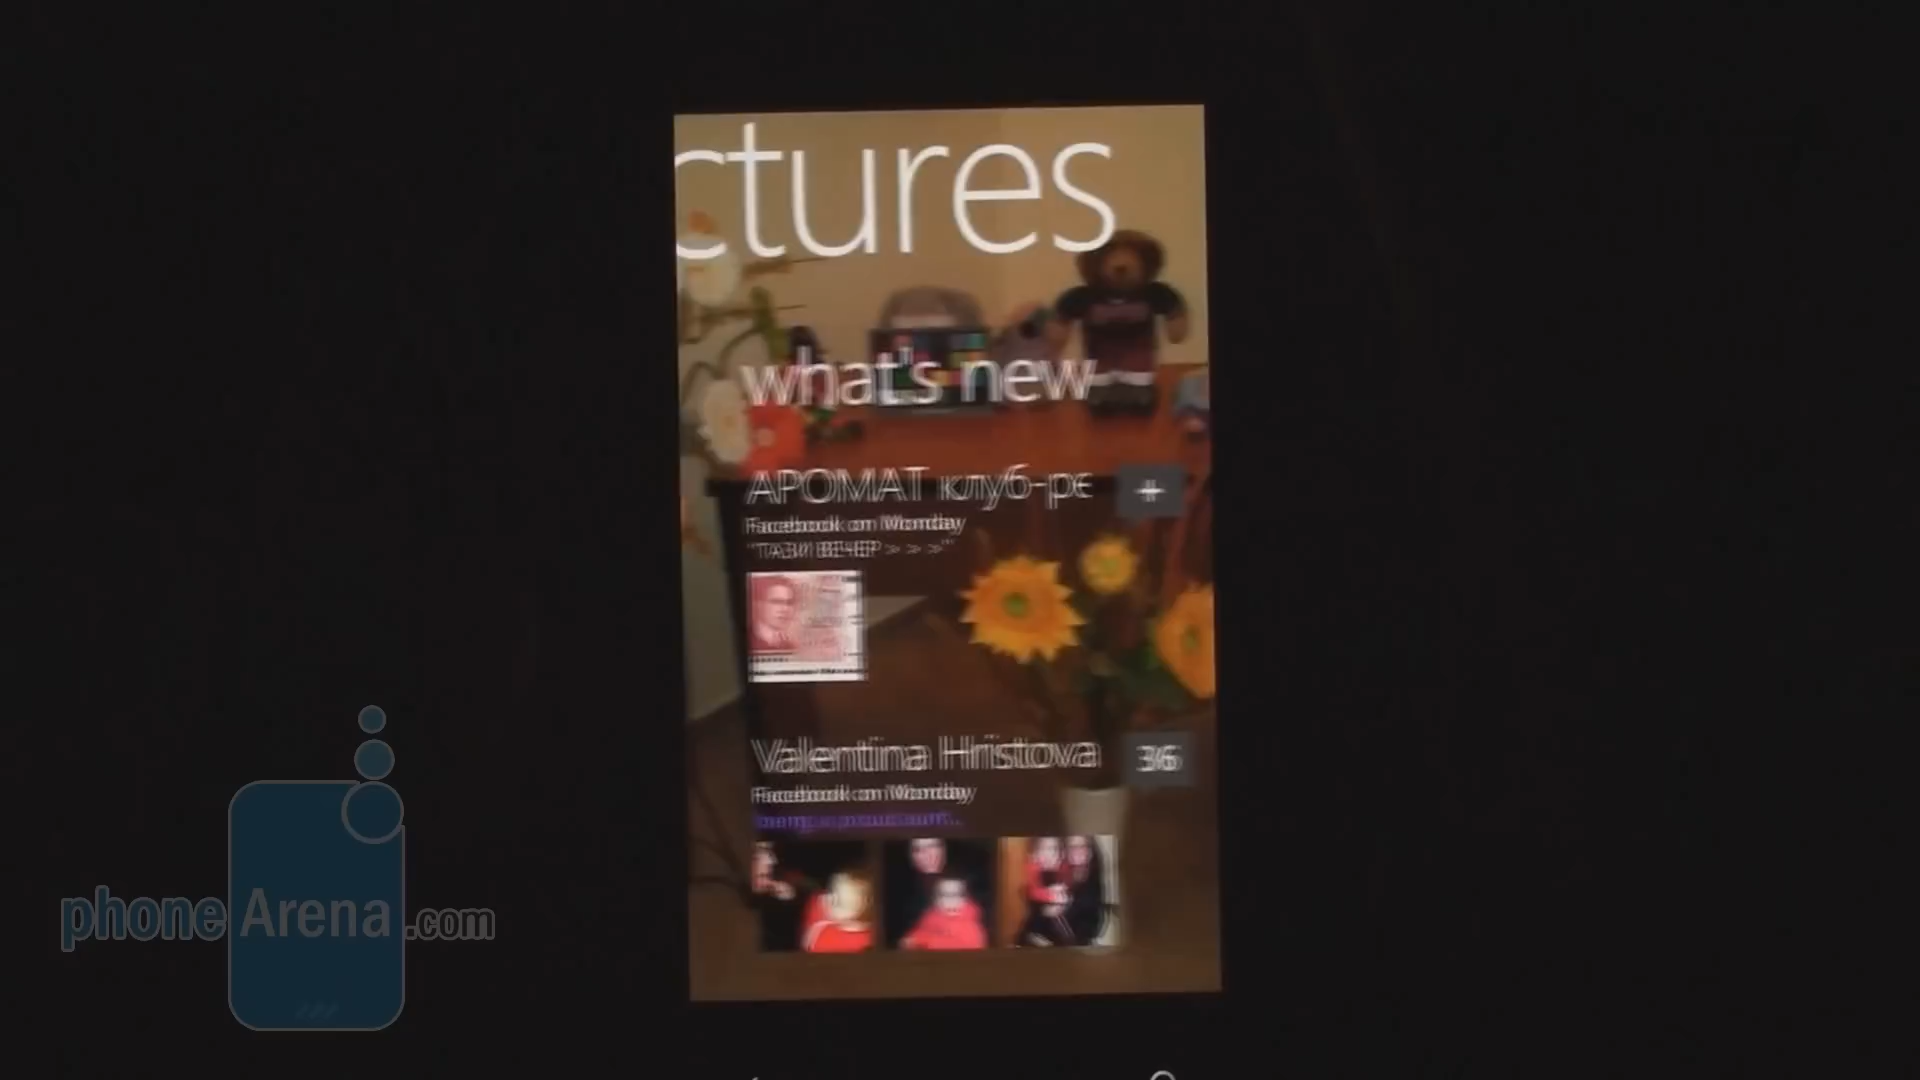 ctures
what's new
АРОМАТ клуб-ре
+
Facebook on Monday
"ТАЗИ ВЕЧЕР > > >"
Valentina Hristova
36
Facebook on Monday
phoneArena.com